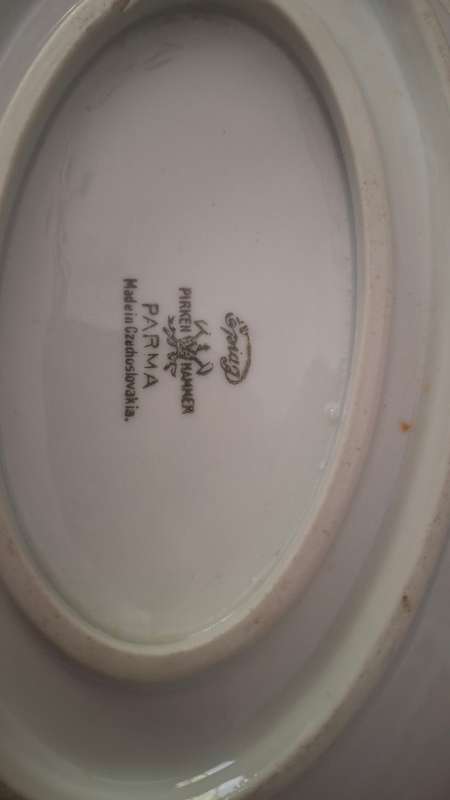 Epiag
PIRKEN HAMMER
PARMA
Made in Czechoslovakia.